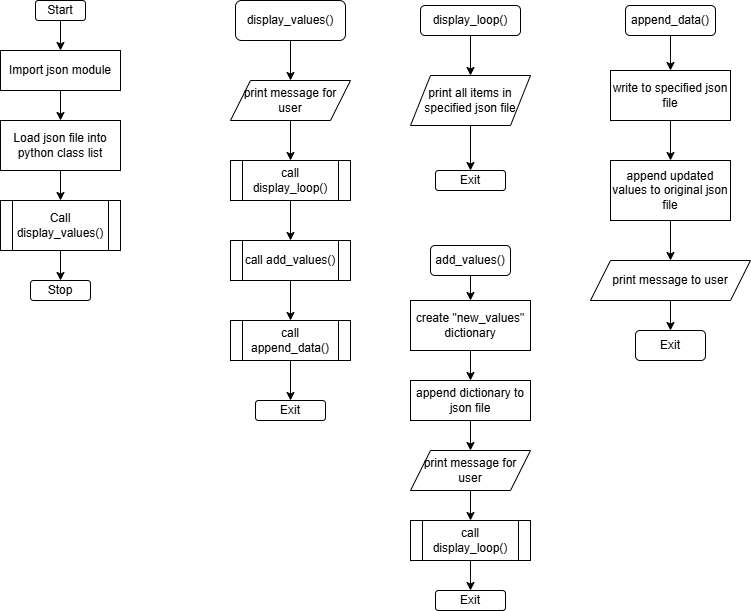 Start
Import json module
Load json file into
python class list
Call
display_values()
Stop
display_values()
print message for
user
call
display_loop()
call add_values()
call
append_data()
Exit
display_loop()
print all items in
specified json file
Exit
add_values()
create "new_values"
dictionary
append dictionary to
json file
print message for
user
call
display_loop()
Exit
append_data()
write to specified json
file
append updated
values to original json
file
print message to user
Exit